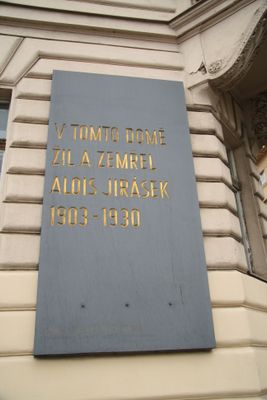 V TOMTO DOMĚ
ŽIL A ZEMŘEL
ALOIS JIRÁSEK
1903-1930